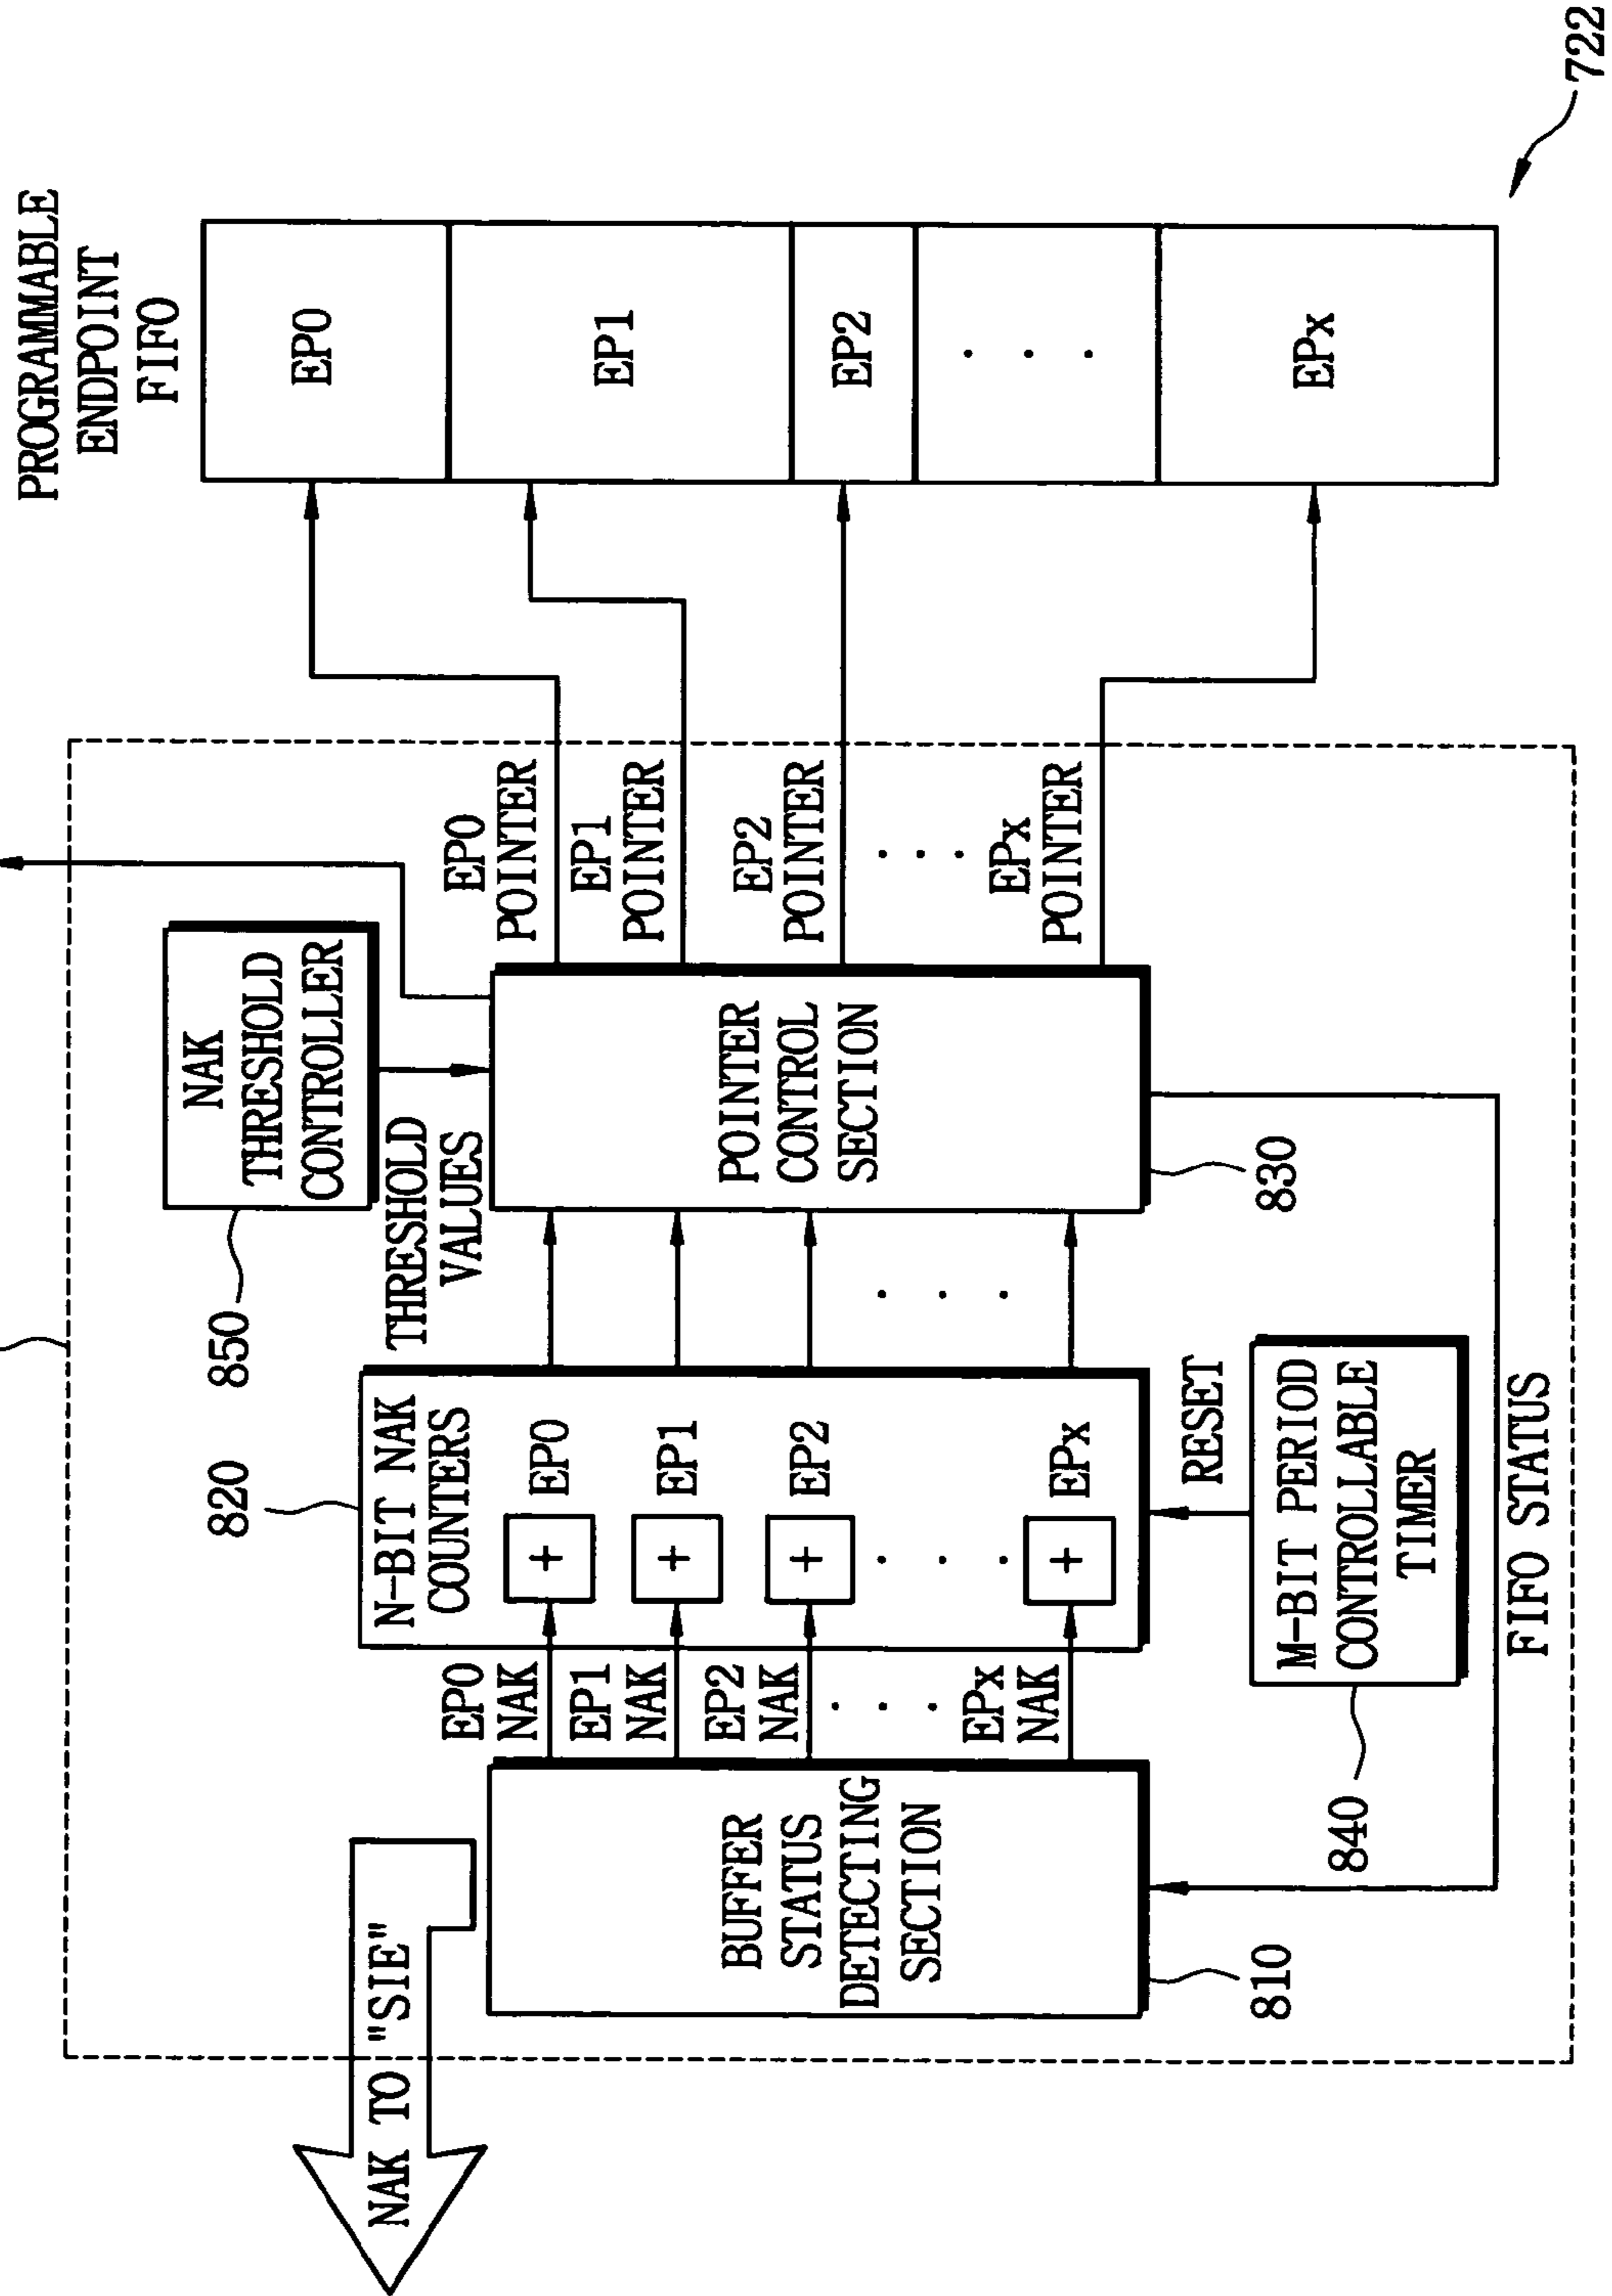 NAK TO "SIE"
BUFFER
STATUS
DETECTING
SECTION
810
EP0
NAK
EP1
NAK
EP2
NAK
. . .
EPx
NAK
820
N-BIT NAK
COUNTERS
+ EP0
+ EP1
+ EP2
. . .
+ EPx
RESET
M-BIT PERIOD
CONTROLLABLE
TIMER
840
FIFO STATUS
850
NAK
THRESHOLD
CONTROLLER
THRESHOLD
VALUES
. . .
POINTER
CONTROL
SECTION
830
EP0
POINTER
EP1
POINTER
EP2
POINTER
. . .
EPx
POINTER
PROGRAMMABLE
ENDPOINT
FIFO
EP0
EP1
EP2
. . .
EPx
722